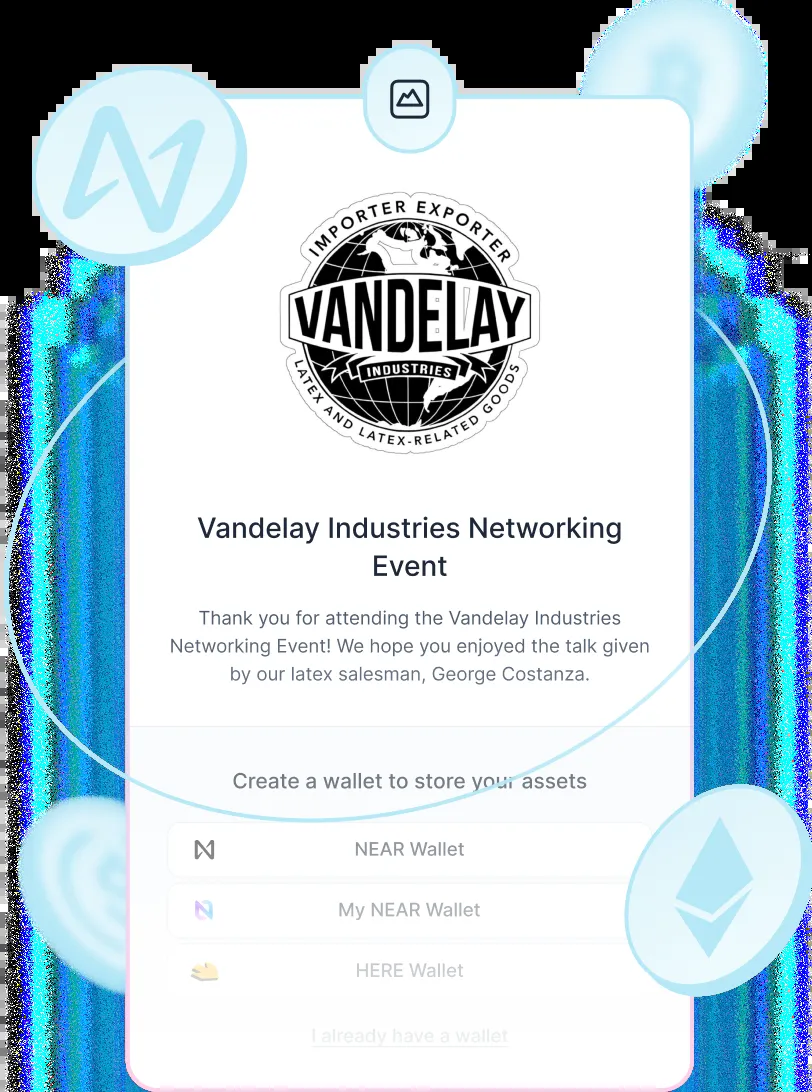 IMPORTER EXPORTER
VANDELAY
INDUSTRIES
LATEX AND LATEX-RELATED GOODS
Vandelay Industries Networking
Event
Thank you for attending the Vandelay Industries
Networking Event! We hope you enjoyed the talk given
by our latex salesman, George Costanza.
Create a wallet to store your assets
NEAR Wallet
My NEAR Wallet
HERE Wallet
I already have a wallet